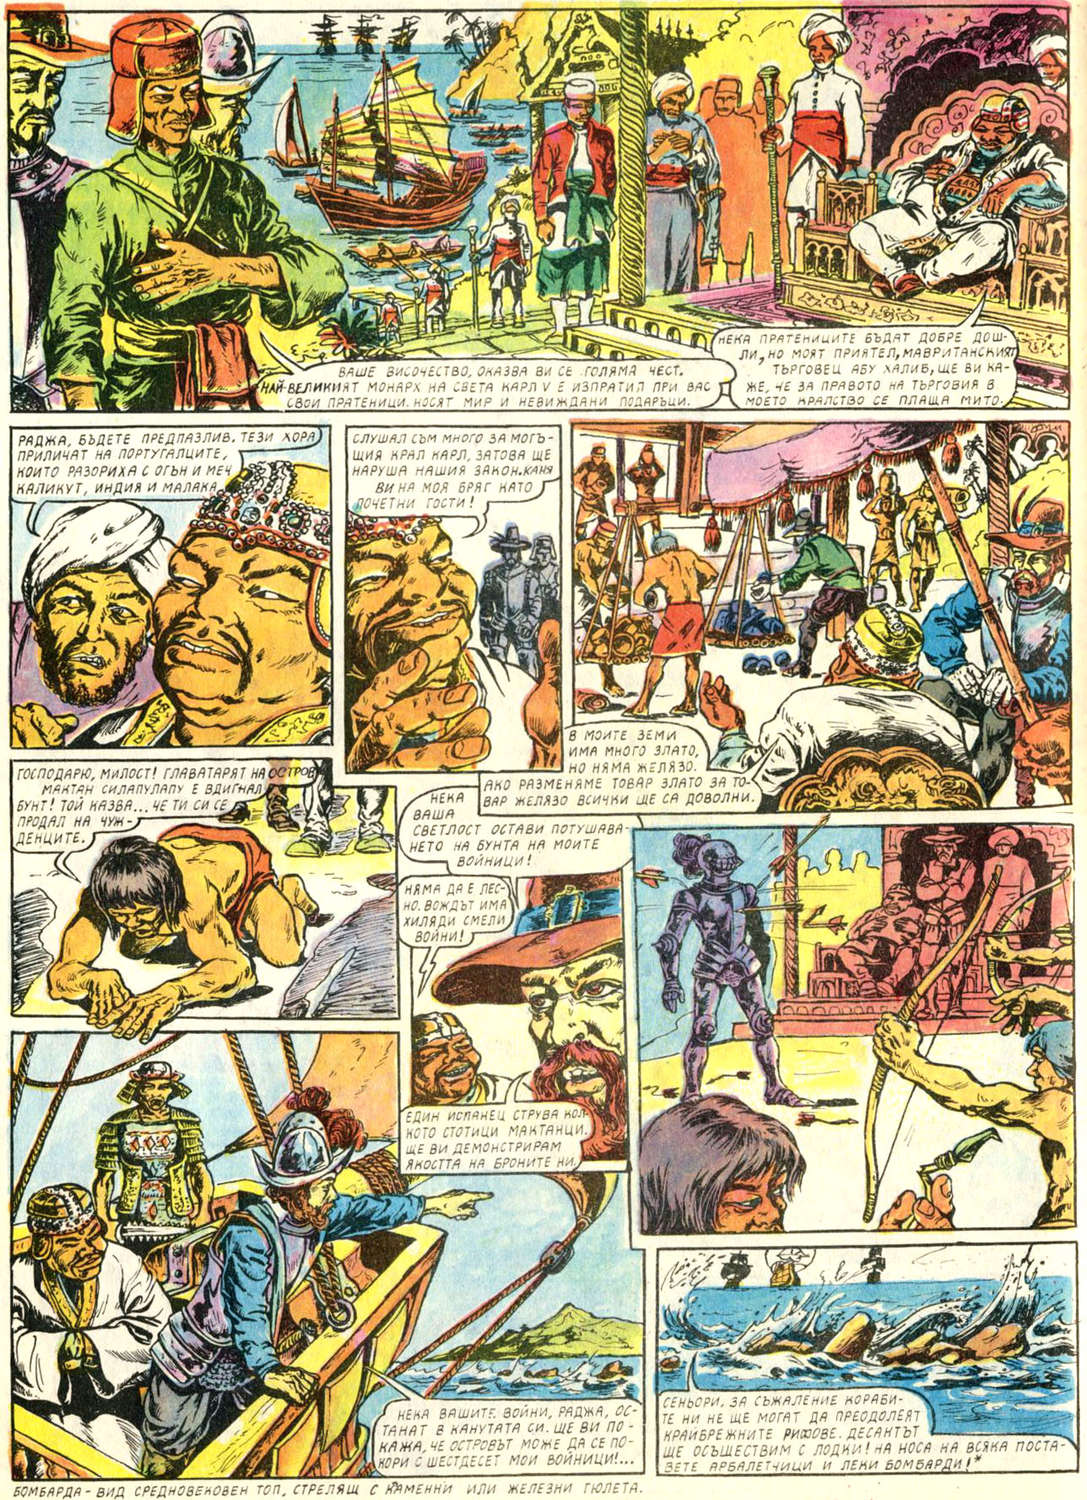 ВАШЕ ВИСОЧЕСТВО, ОКАЗВА ВИ СЕ ГОЛЯМА ЧЕСТ.
НАЙ-ВЕЛИКИЯТ МОНАРХ НА СВЕТА КАРЛ V Е ИЗПРАТИЛ ПРИ ВАС
СВОИ ПРАТЕНИЦИ. НОСЯТ МИР И НЕВИЖДАНИ ПОДАРЪЦИ.
НЕКА ПРАТЕНИЦИТЕ БЪДАТ ДОБРЕ ДОШ-
ЛИ, НО МОЯТ ПРИЯТЕЛ, МАВРИТАНСКИЯТ
ТЪРГОВЕЦ АБУ ХАЛИБ, ЩЕ ВИ КА-
ЖЕ, ЧЕ ЗА ПРАВОТО НА ТЪРГОВИЯ В
МОЕТО КРАЛСТВО СЕ ПЛАЩА МИТО.
РАДЖА, БЪДЕТЕ ПРЕДПАЗЛИВ. ТЕЗИ ХОРА
ПРИЛИЧАТ НА ПОРТУГАЛЦИТЕ,
КОИТО РАЗОРИХА С ОГЪН И МЕЧ
КАЛИКУТ, ИНДИЯ И МАЛАКА.
СЛУШАЛ СЪМ МНОГО ЗА МОГЪ-
ЩИЯ КРАЛ КАРЛ, ЗАТОВА ЩЕ
НАРУША НАШИЯ ЗАКОН. КАНЯ
ВИ НА МОЯ БРЯГ КАТО
ПОЧЕТНИ ГОСТИ!
В МОИТЕ ЗЕМИ
ИМА МНОГО ЗЛАТО,
НО НЯМА ЖЕЛЯЗО.
АКО РАЗМЕНЯМЕ ТОВАР ЗЛАТО ЗА ТО-
ВАР ЖЕЛЯЗО ВСИЧКИ ЩЕ СА ДОВОЛНИ.
ГОСПОДАРЮ, МИЛОСТ! ГЛАВАТАРЯТ НА ОСТРОВ
МАКТАН СИЛАПУЛАПУ Е ВДИГНАЛ
БУНТ! ТОЙ КАЗВА... ЧЕ ТИ СИ СЕ
ПРОДАЛ НА ЧУЖ-
ДЕНЦИТЕ.
НЕКА
ВАША
СВЕТЛОСТ ОСТАВИ ПОТУШАВА-
НЕТО НА БУНТА НА МОИТЕ
ВОЙНИЦИ!
НЯМА ДА Е ЛЕС-
НО. ВОЖДЪТ ИМА
ХИЛЯДИ СМЕЛИ
ВОЙНИ!
ЕДИН ИСПАНЕЦ СТРУВА КОЛ-
КОТО СТОТИЦИ МАКТАНЦИ.
ЩЕ ВИ ДЕМОНСТРИРАМ
ЯКОСТТА НА БРОНИТЕ НИ.
НЕКА ВАШИТЕ ВОЙНИ, РАДЖА, ОС-
ТАНАТ В КАНУТАТА СИ. ЩЕ ВИ ПО-
КАЖА, ЧЕ ОСТРОВЪТ МОЖЕ ДА СЕ ПО-
КОРИ С ШЕСТДЕСЕТ МОИ ВОЙНИЦИ!...
СЕНЬОРИ, ЗА СЪЖАЛЕНИЕ КОРАБИ-
ТЕ НИ НЕ ЩЕ МОГАТ ДА ПРЕОДОЛЕЯТ
КРАЙБРЕЖНИТЕ РИФОВЕ. ДЕСАНТЪТ
ЩЕ ОСЪЩЕСТВИМ С ЛОДКИ! НА НОСА НА ВСЯКА ПОСТА-
ВЕТЕ АРБАЛЕТЧИЦИ И ЛЕКИ БОМБАРДИ!*
БОМБАРДА - ВИД СРЕДНОВЕКОВЕН ТОП, СТРЕЛЯЩ С КАМЕННИ ИЛИ ЖЕЛЕЗНИ ГЮЛЕТА.